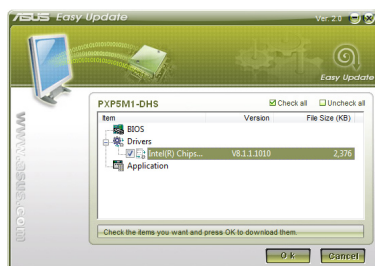 ASUS Easy Update
Ver. 2.0
Easy Update
PXP5M1-DHS
Check all
Uncheck all
Item Version File Size (KB)
BIOS
Drivers
Intel(R) Chips... V8.1.1.1010 2,376
Application
Check the items you want and press OK to download them.
Ok Cancel
www.asus.com